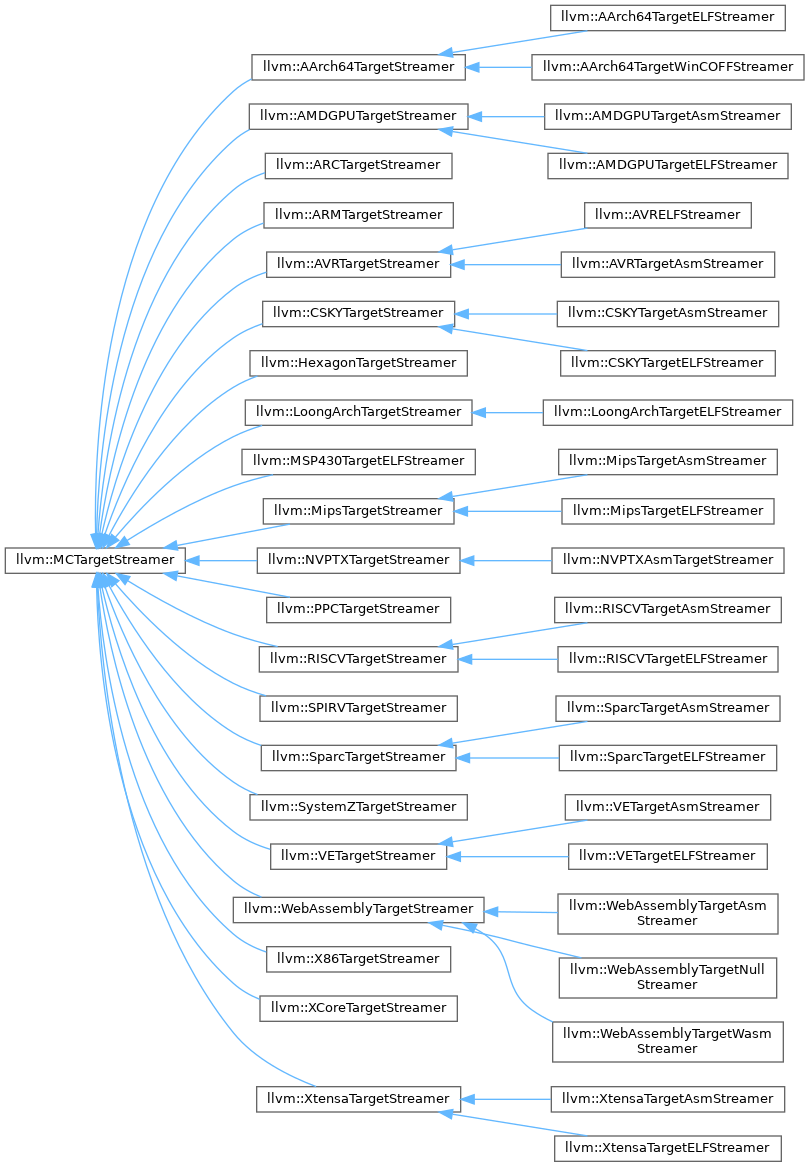 llvm::AArch64TargetELFStreamer
llvm::AArch64TargetStreamer
llvm::AArch64TargetWinCOFFStreamer
llvm::AMDGPUTargetStreamer
llvm::AMDGPUTargetAsmStreamer
llvm::AMDGPUTargetELFStreamer
llvm::ARCTargetStreamer
llvm::ARMTargetStreamer
llvm::AVRELFStreamer
llvm::AVRTargetStreamer
llvm::AVRTargetAsmStreamer
llvm::CSKYTargetStreamer
llvm::CSKYTargetAsmStreamer
llvm::CSKYTargetELFStreamer
llvm::HexagonTargetStreamer
llvm::LoongArchTargetStreamer
llvm::LoongArchTargetELFStreamer
llvm::MSP430TargetELFStreamer
llvm::MipsTargetAsmStreamer
llvm::MipsTargetStreamer
llvm::MipsTargetELFStreamer
llvm::MCTargetStreamer
llvm::NVPTXTargetStreamer
llvm::NVPTXAsmTargetStreamer
llvm::PPCTargetStreamer
llvm::RISCVTargetAsmStreamer
llvm::RISCVTargetStreamer
llvm::RISCVTargetELFStreamer
llvm::SPIRVTargetStreamer
llvm::SparcTargetAsmStreamer
llvm::SparcTargetStreamer
llvm::SparcTargetELFStreamer
llvm::SystemZTargetStreamer
llvm::VETargetAsmStreamer
llvm::VETargetStreamer
llvm::VETargetELFStreamer
llvm::WebAssemblyTargetStreamer
llvm::WebAssemblyTargetAsm
Streamer
llvm::X86TargetStreamer
llvm::WebAssemblyTargetNull
Streamer
llvm::XCoreTargetStreamer
llvm::WebAssemblyTargetWasm
Streamer
llvm::XtensaTargetStreamer
llvm::XtensaTargetAsmStreamer
llvm::XtensaTargetELFStreamer